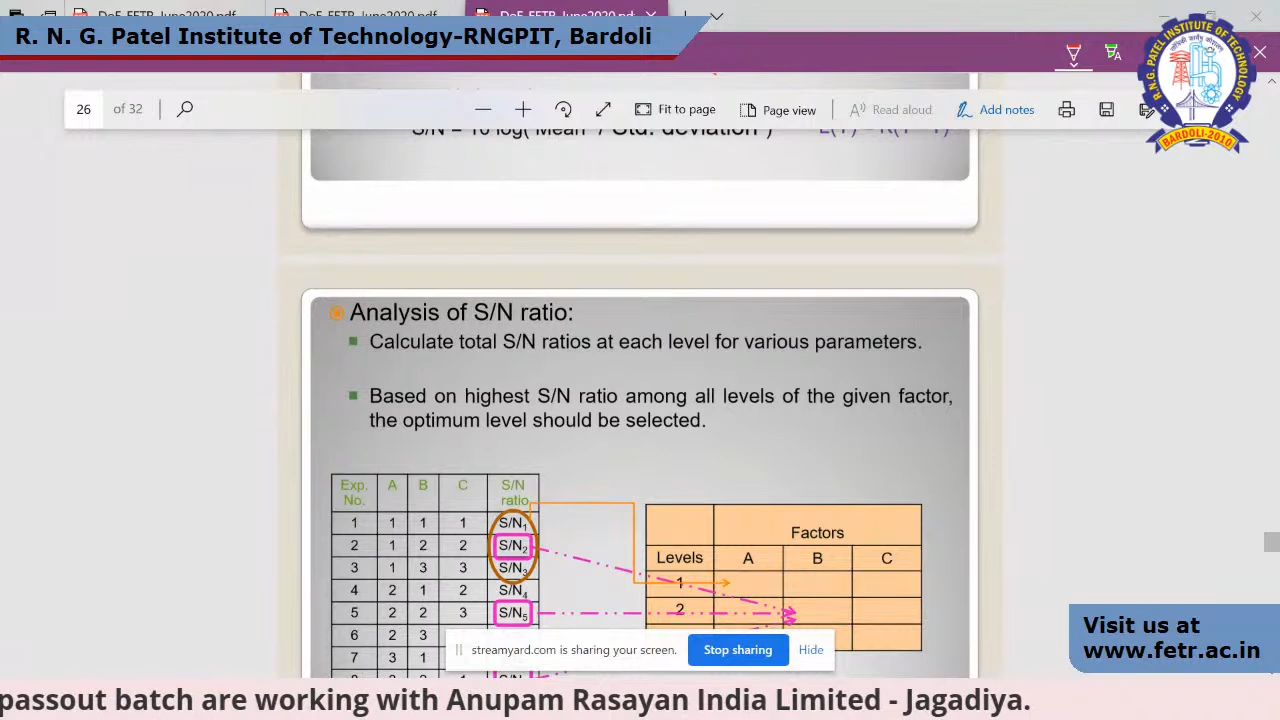 R. N. G. Patel Institute of Technology-RNGPIT, Bardoli
R. N. G. PATEL INSTITUTE OF TECHNOLOGY
BARDOLI-2010
26 of 32
Fit to page
Page view
Read aloud
Add notes
Analysis of S/N ratio:
Calculate total S/N ratios at each level for various parameters.
Based on highest S/N ratio among all levels of the given factor,
the optimum level should be selected.
Exp. No. A B C S/N ratio
1 1 1 1 S/N1
2 1 2 2 S/N2
3 1 3 3 S/N3
4 2 1 2 S/N4
5 2 2 3 S/N5
6 2 3
7 3 1
Factors
Levels A B C
1
2
streamyard.com is sharing your screen.
Stop sharing
Hide
Visit us at
www.fetr.ac.in
passout batch are working with Anupam Rasayan India Limited - Jagadiya.